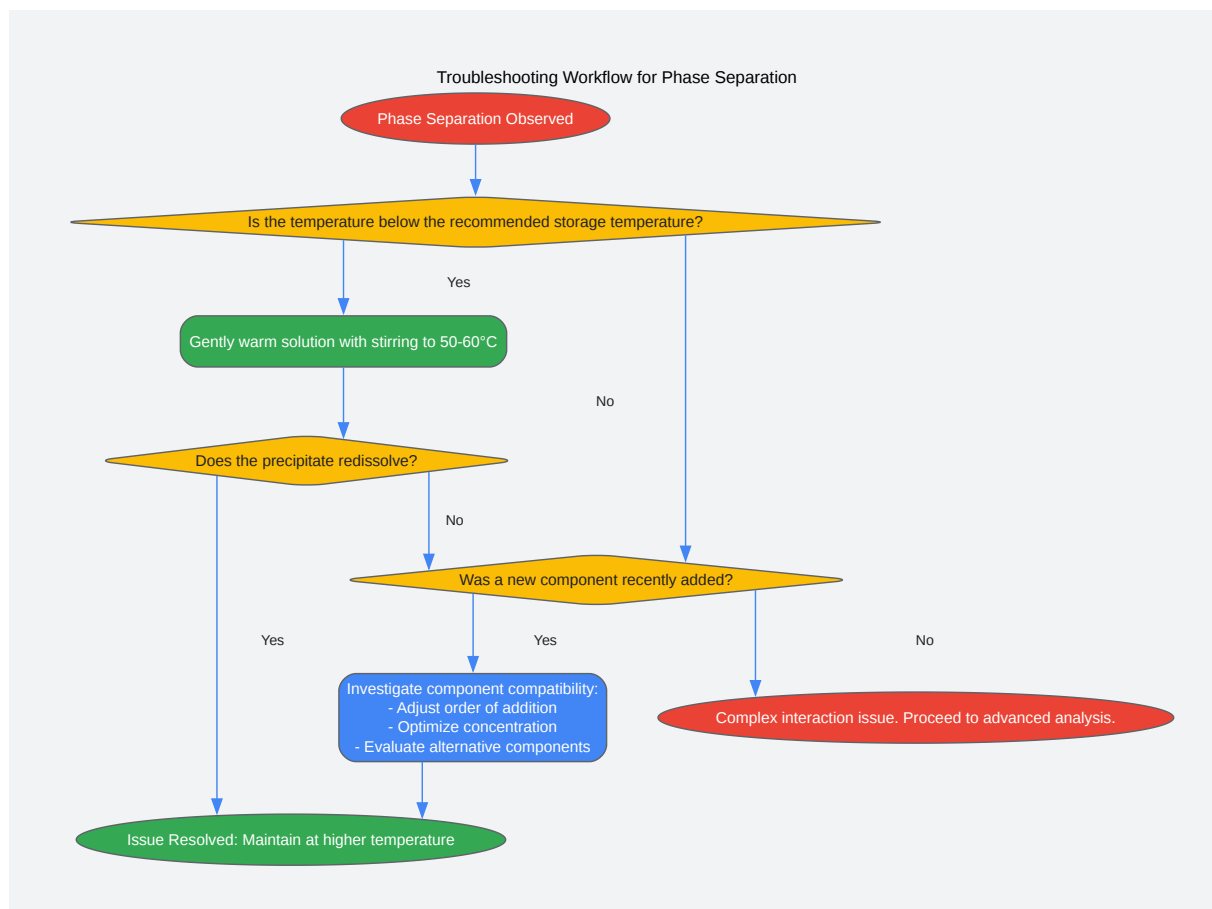 Troubleshooting Workflow for Phase Separation
Phase Separation Observed
Is the temperature below the recommended storage temperature?
Yes
Gently warm solution with stirring to 50-60°C
No
Does the precipitate redissolve?
No
Was a new component recently added?
Yes
Yes
No
Investigate component compatibility:
- Adjust order of addition
- Optimize concentration
- Evaluate alternative components
Complex interaction issue. Proceed to advanced analysis.
Issue Resolved: Maintain at higher temperature